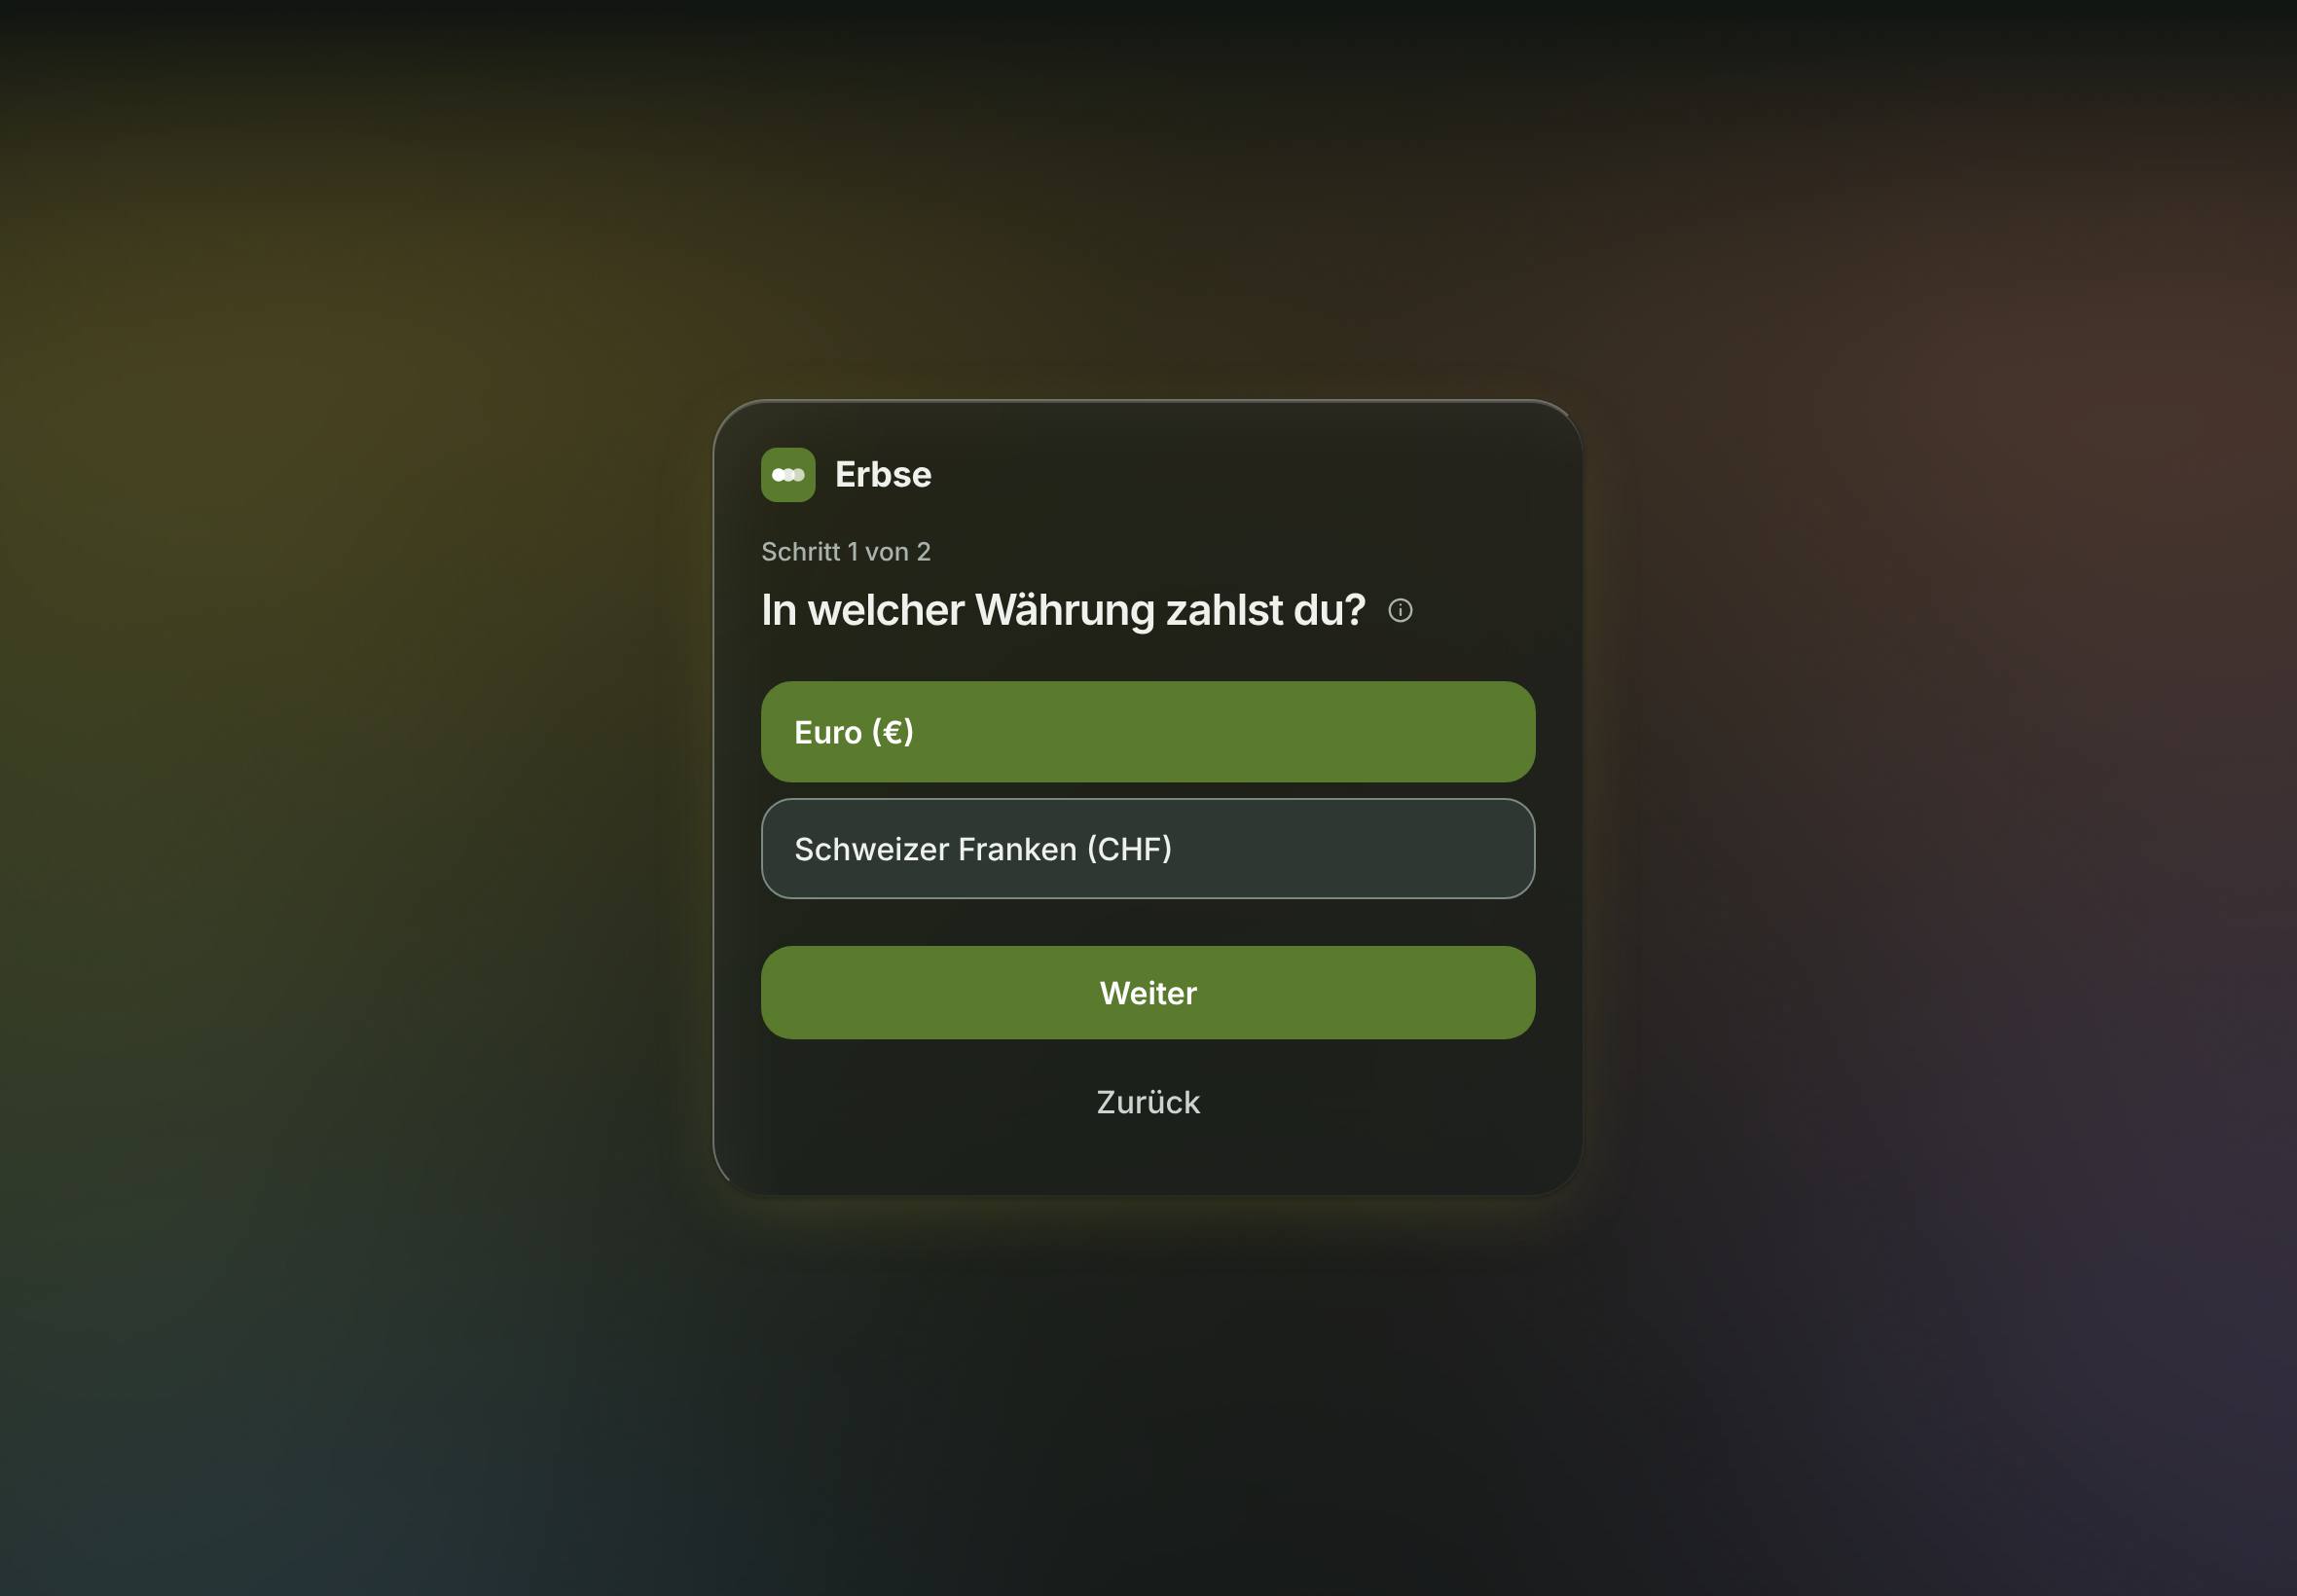 Erbse
Schritt 1 von 2
In welcher Währung zahlst du?
Euro (€)
Schweizer Franken (CHF)
Weiter
Zurück